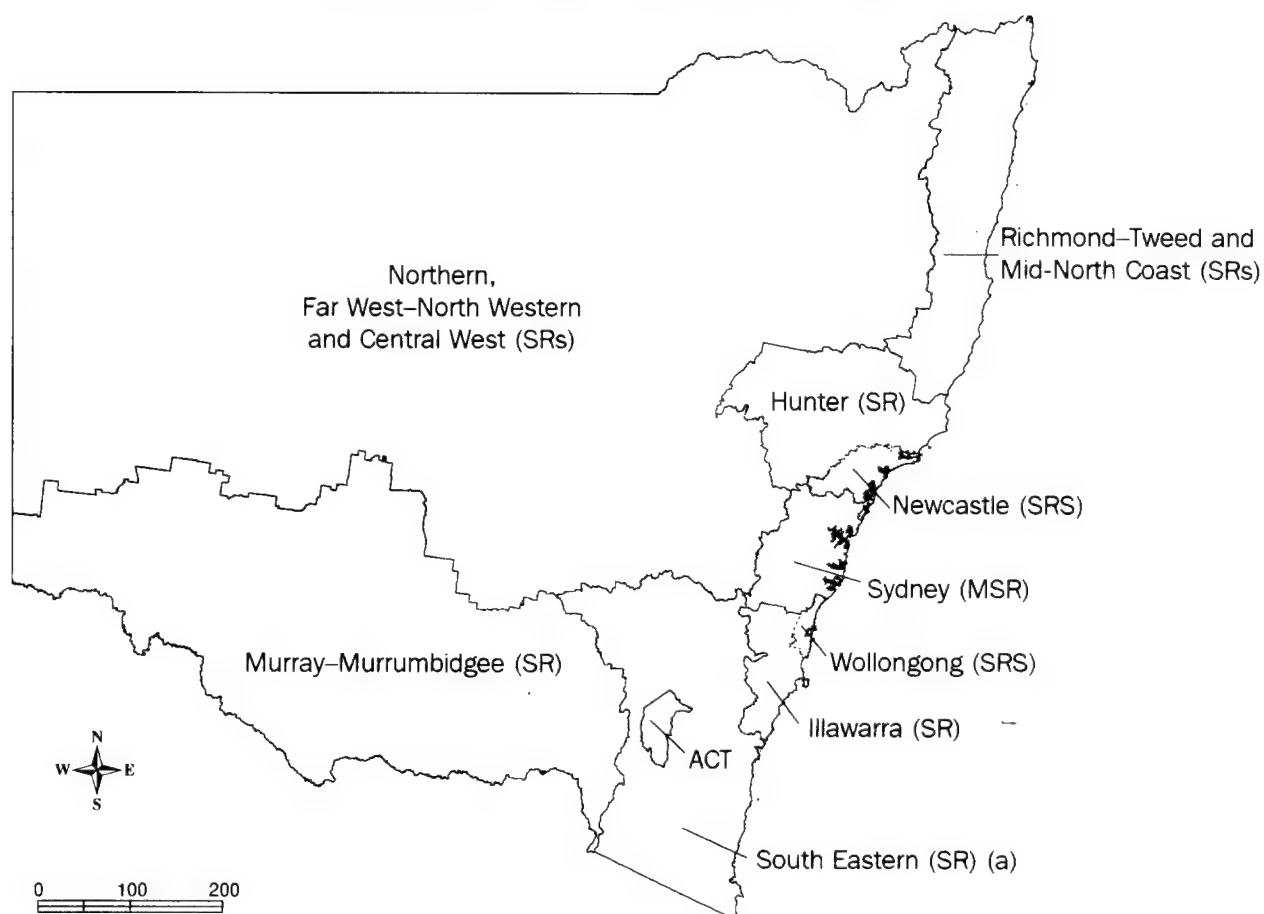 Richmond–Tweed and
Mid-North Coast (SRs)
Northern,
Far West–North Western
and Central West (SRs)
Hunter (SR)
Newcastle (SRS)
Sydney (MSR)
Murray–Murrumbidgee (SR)
Wollongong (SRS)
Illawarra (SR)
ACT
N
W E
S
South Eastern (SR) (a)
0 100 200